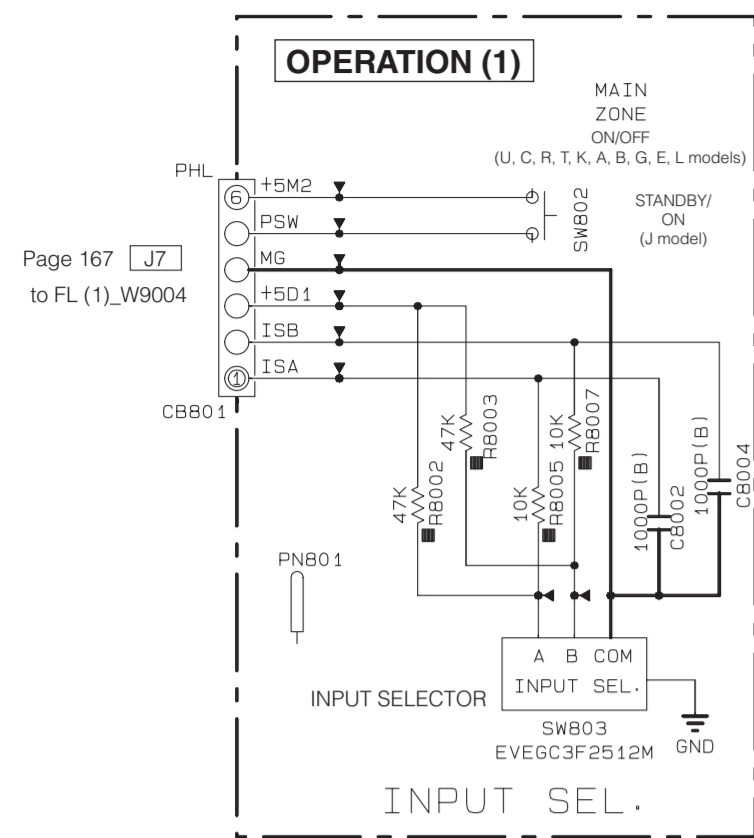 OPERATION (1)
MAIN
ZONE
ON/OFF
(U, C, R, T, K, A, B, G, E, L models)
STANDBY/
ON
(J model)
SW802
PHL
6
+5M2
PSW
MG
+5D1
ISB
1
ISA
CB801
Page 167 J7
to FL (1)_W9004
47K
R8002
47K
R8003
10K
R8005
10K
R8007
1000P(B)
C8002
1000P(B)
C8004
PN801
A B COM
INPUT SEL.
INPUT SELECTOR
SW803
EVEGC3F2512M
GND
INPUT SEL.